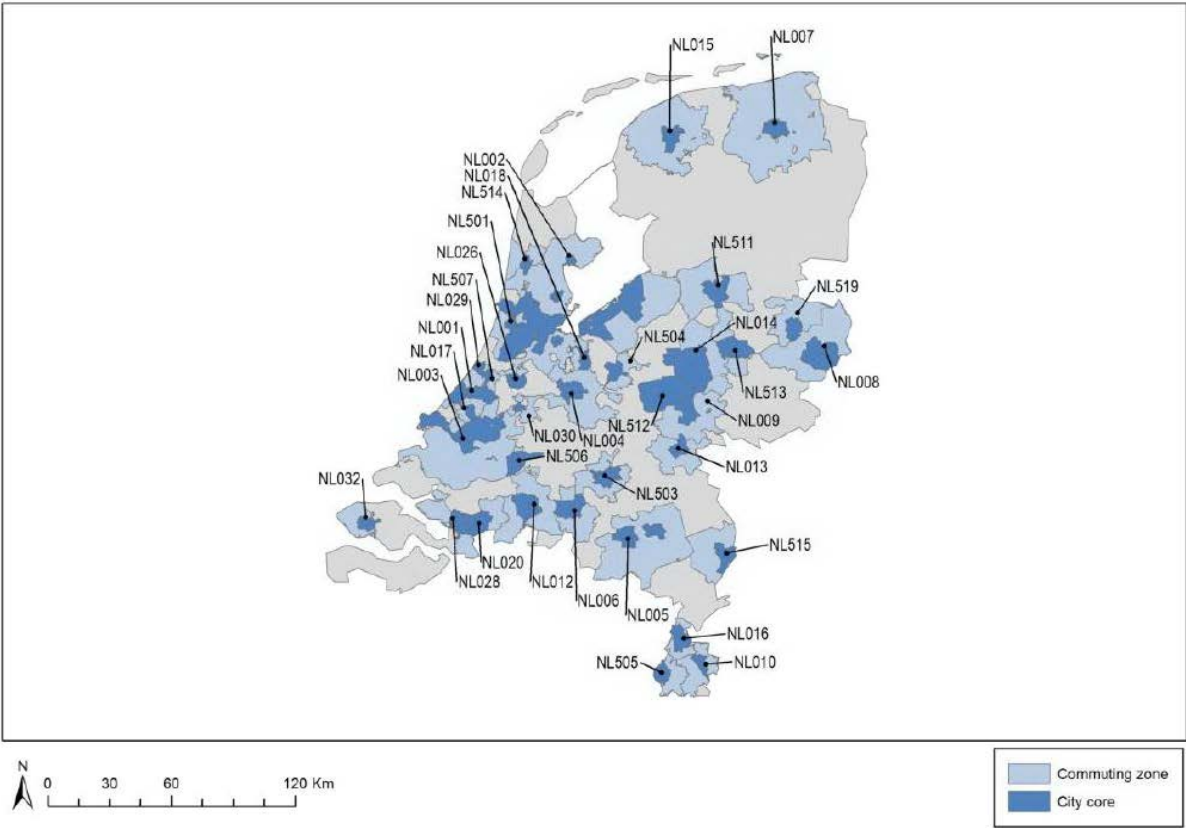 NL007
NL015
NL002
NL018
NL514
NL501
NL026
NL507
NL029
NL001
NL017
NL003
NL511
NL519
NL504
NL014
NL008
NL513
NL009
NL512
NL030
NL004
NL506
NL013
NL032
NL503
NL515
NL020
NL028
NL012
NL006
NL005
NL016
NL505
NL010
N
0 30 60 120 Km
Commuting zone
City core